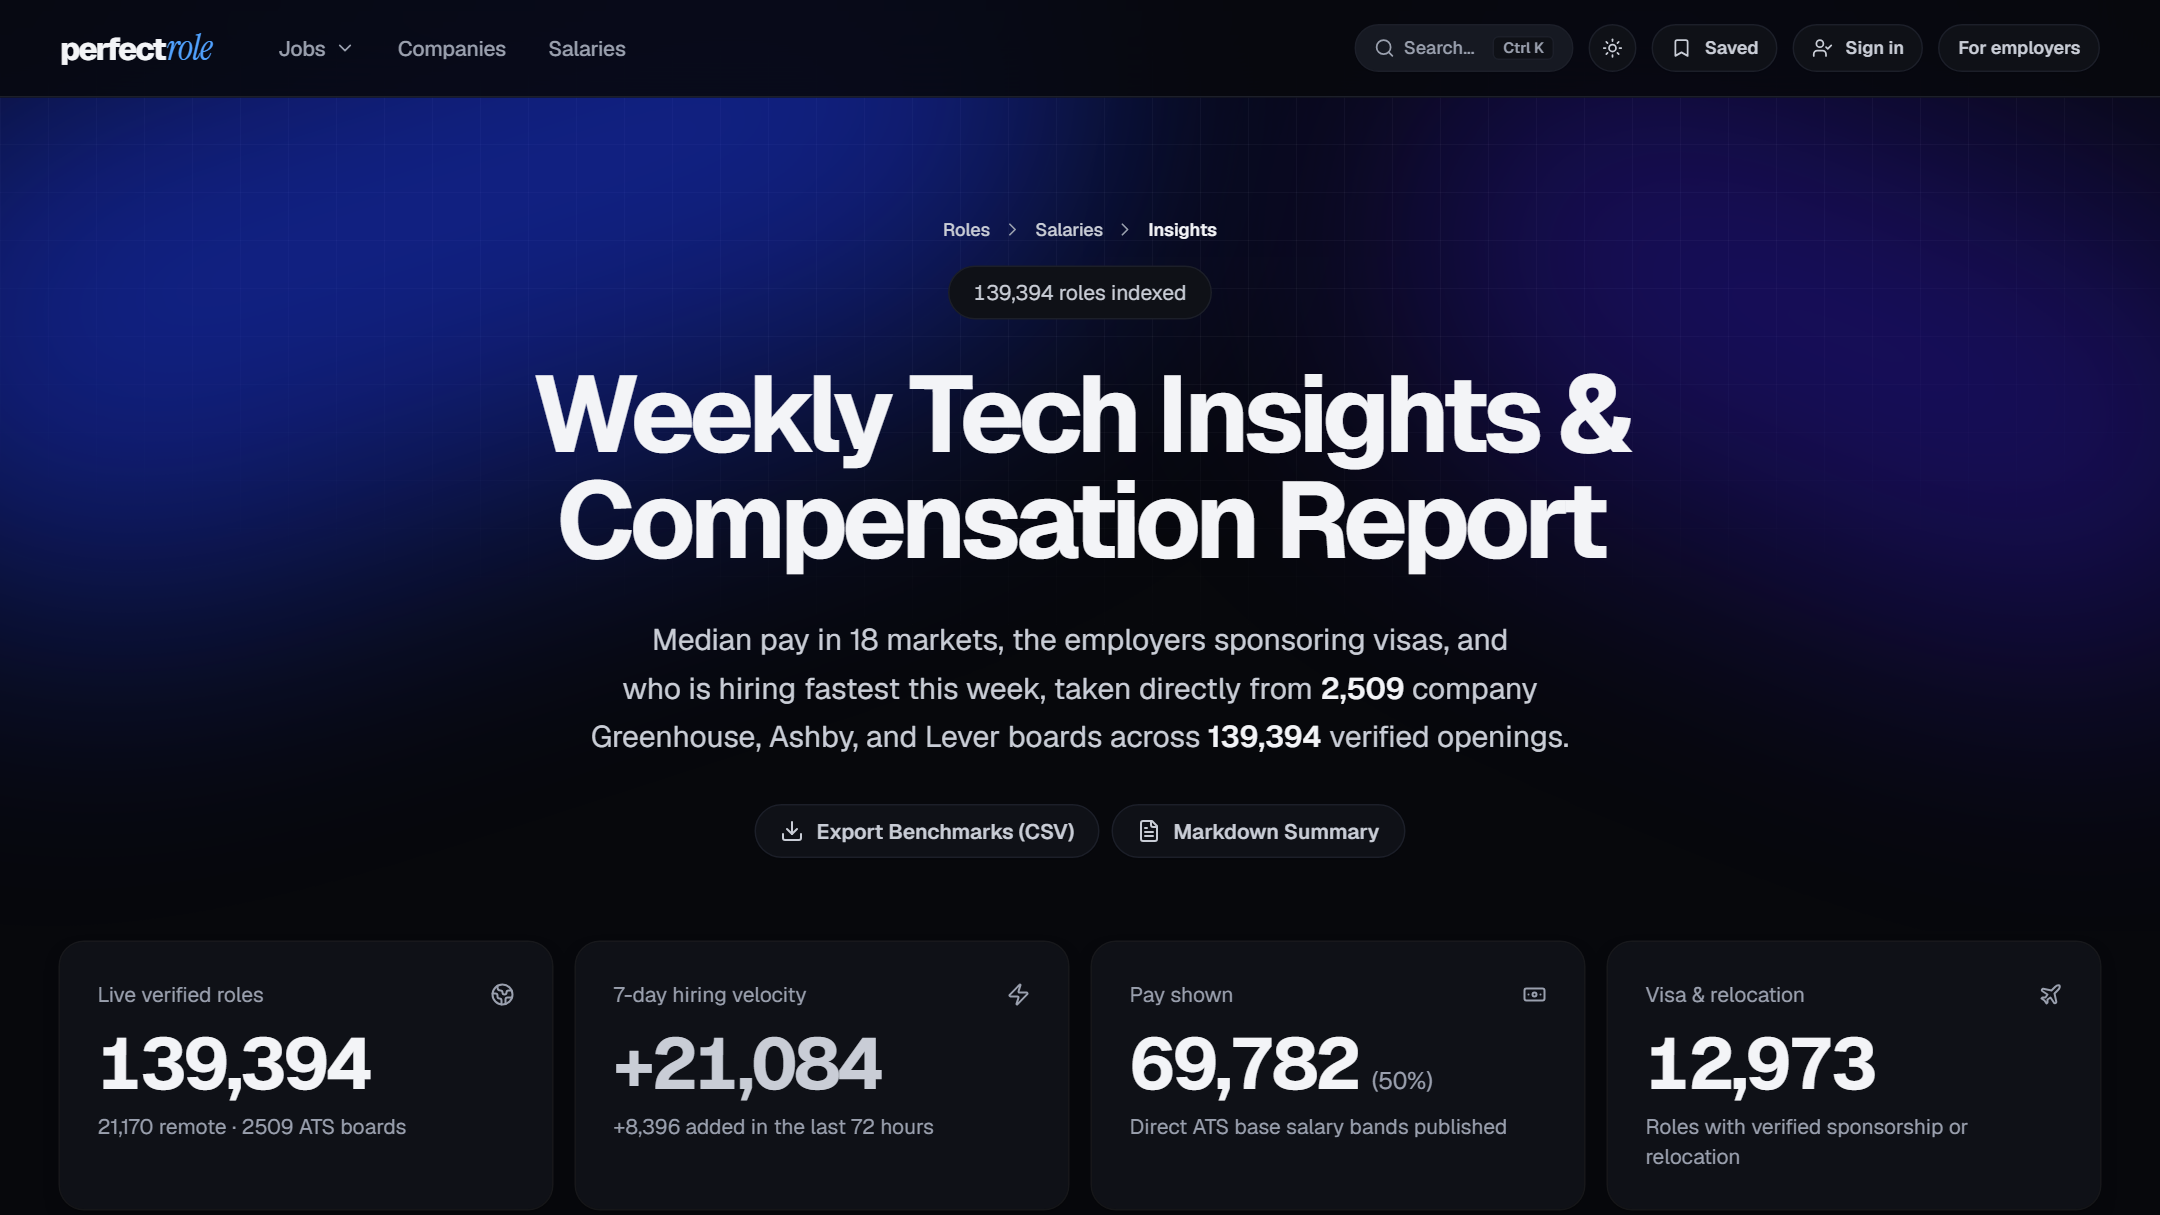 perfectrole
Jobs
Companies
Salaries
Search...
Ctrl K
Saved
Sign in
For employers
Roles > Salaries > Insights
139,394 roles indexed
Weekly Tech Insights &
Compensation Report
Median pay in 18 markets, the employers sponsoring visas, and
who is hiring fastest this week, taken directly from 2,509 company
Greenhouse, Ashby, and Lever boards across 139,394 verified openings.
Export Benchmarks (CSV)
Markdown Summary
Live verified roles
139,394
21,170 remote · 2509 ATS boards
7-day hiring velocity
+21,084
+8,396 added in the last 72 hours
Pay shown
69,782 (50%)
Direct ATS base salary bands published
Visa & relocation
12,973
Roles with verified sponsorship or
relocation